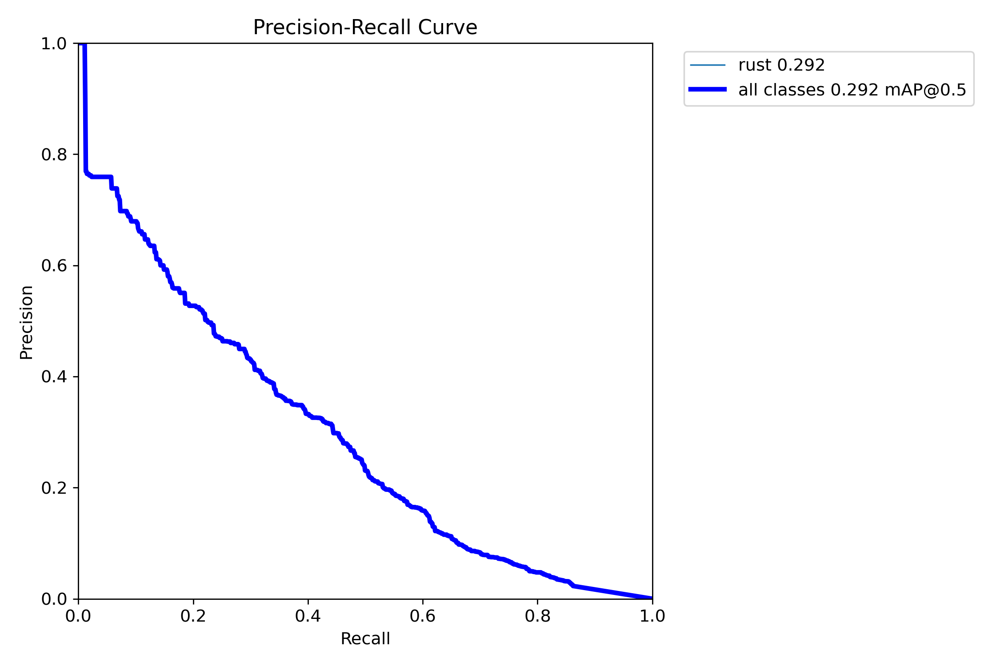 Precision-Recall Curve
1.0
0.8
0.6
0.4
0.2
0.0
Precision
0.0 0.2 0.4 0.6 0.8 1.0
Recall
rust 0.292
all classes 0.292 mAP@0.5